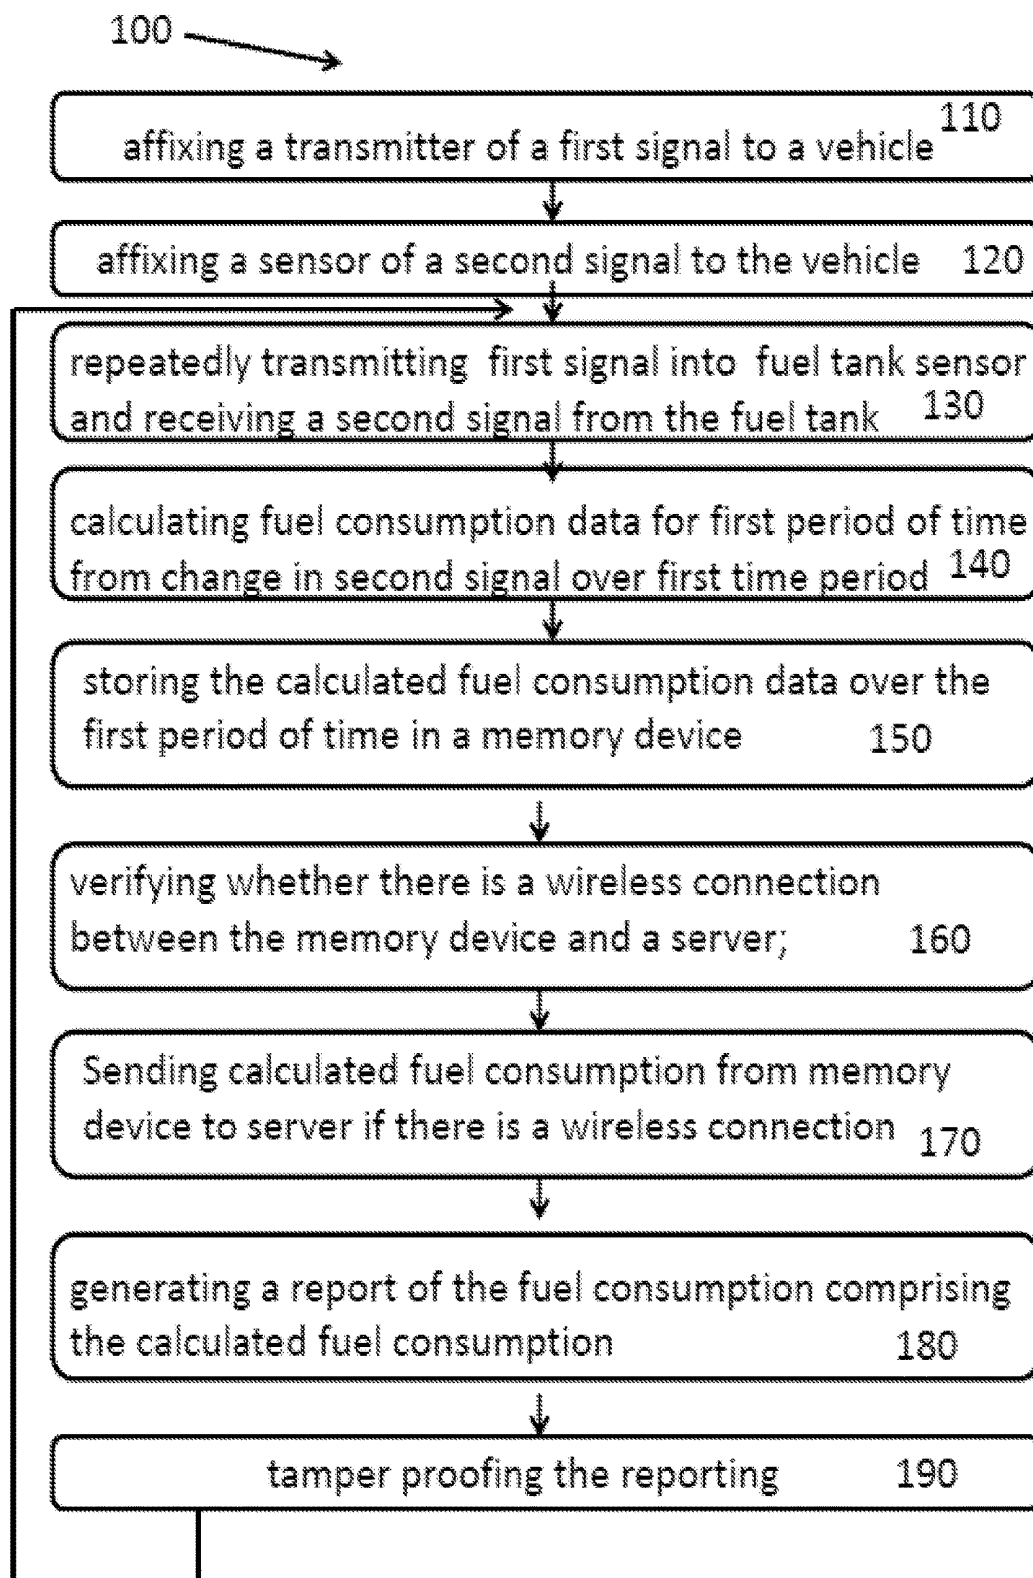 100
110
affixing a transmitter of a first signal to a vehicle
affixing a sensor of a second signal to the vehicle 120
repeatedly transmitting first signal into fuel tank sensor
and receiving a second signal from the fuel tank 130
calculating fuel consumption data for first period of time
from change in second signal over first time period 140
storing the calculated fuel consumption data over the
first period of time in a memory device 150
verifying whether there is a wireless connection
between the memory device and a server; 160
Sending calculated fuel consumption from memory
device to server if there is a wireless connection 170
generating a report of the fuel consumption comprising
the calculated fuel consumption 180
tamper proofing the reporting 190